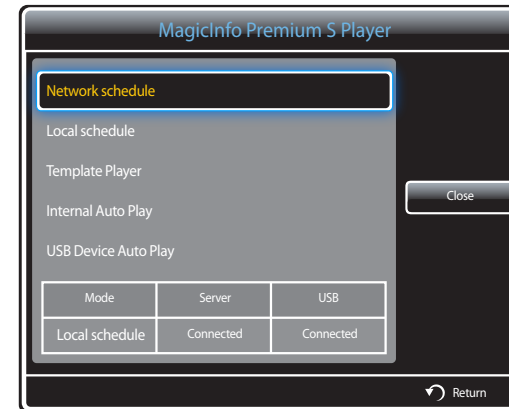 MagicInfo Premium S Player
Network schedule
Local schedule
Template Player
Internal Auto Play
USB Device Auto Play
Close
Mode Server USB
Local schedule Connected Connected
Return